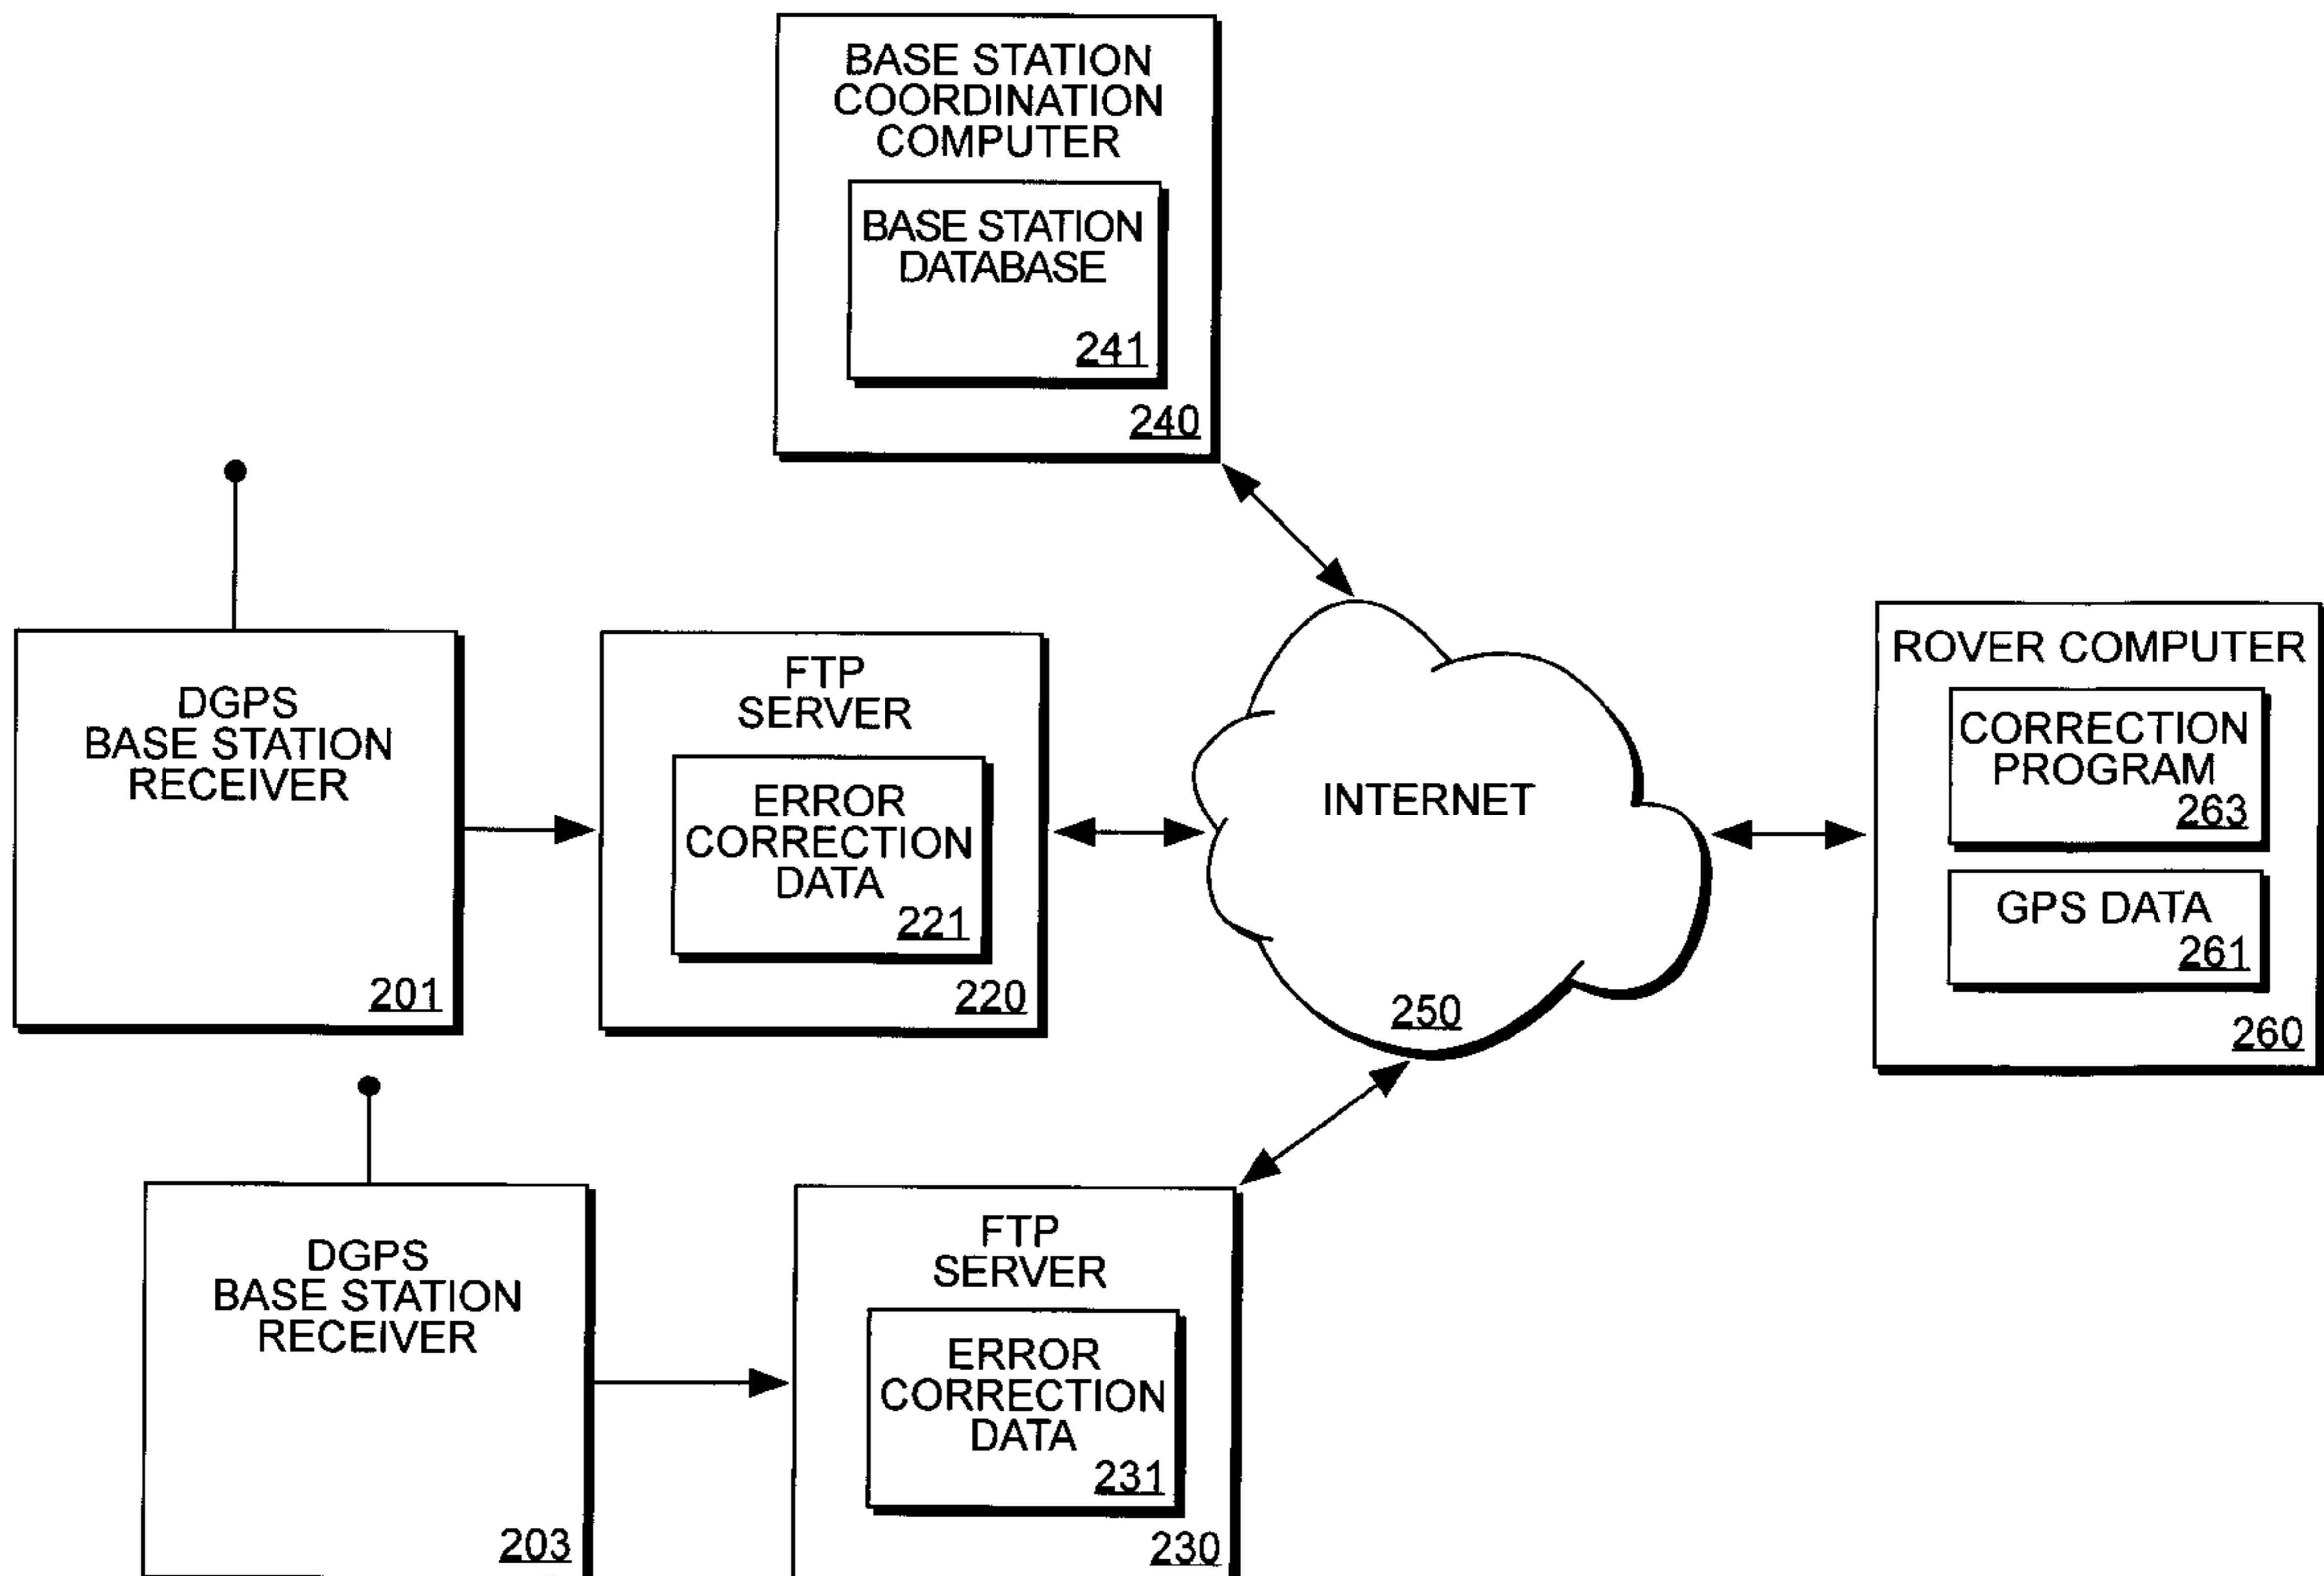 BASE STATION
COORDINATION
COMPUTER
BASE STATION
DATABASE
241
240
DGPS
BASE STATION
RECEIVER
201
FTP
SERVER
ERROR
CORRECTION
DATA
221
220
INTERNET
250
ROVER COMPUTER
CORRECTION
PROGRAM
263
GPS DATA
261
260
DGPS
BASE STATION
RECEIVER
203
FTP
SERVER
ERROR
CORRECTION
DATA
231
230